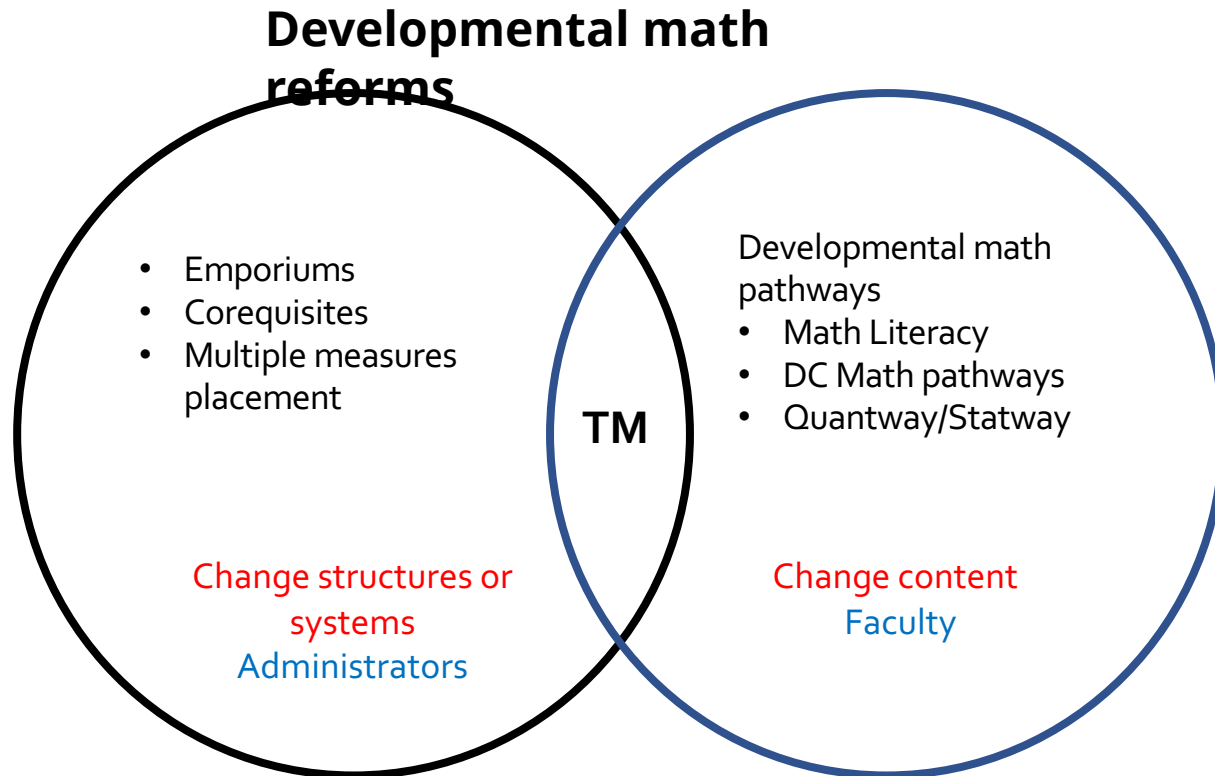 Developmental math
reforms
• Emporiums
• Corequisites
• Multiple measures
placement
Change structures or
systems
Administrators
TM
Developmental math
pathways
• Math Literacy
• DC Math pathways
• Quantway/Statway
Change content
Faculty